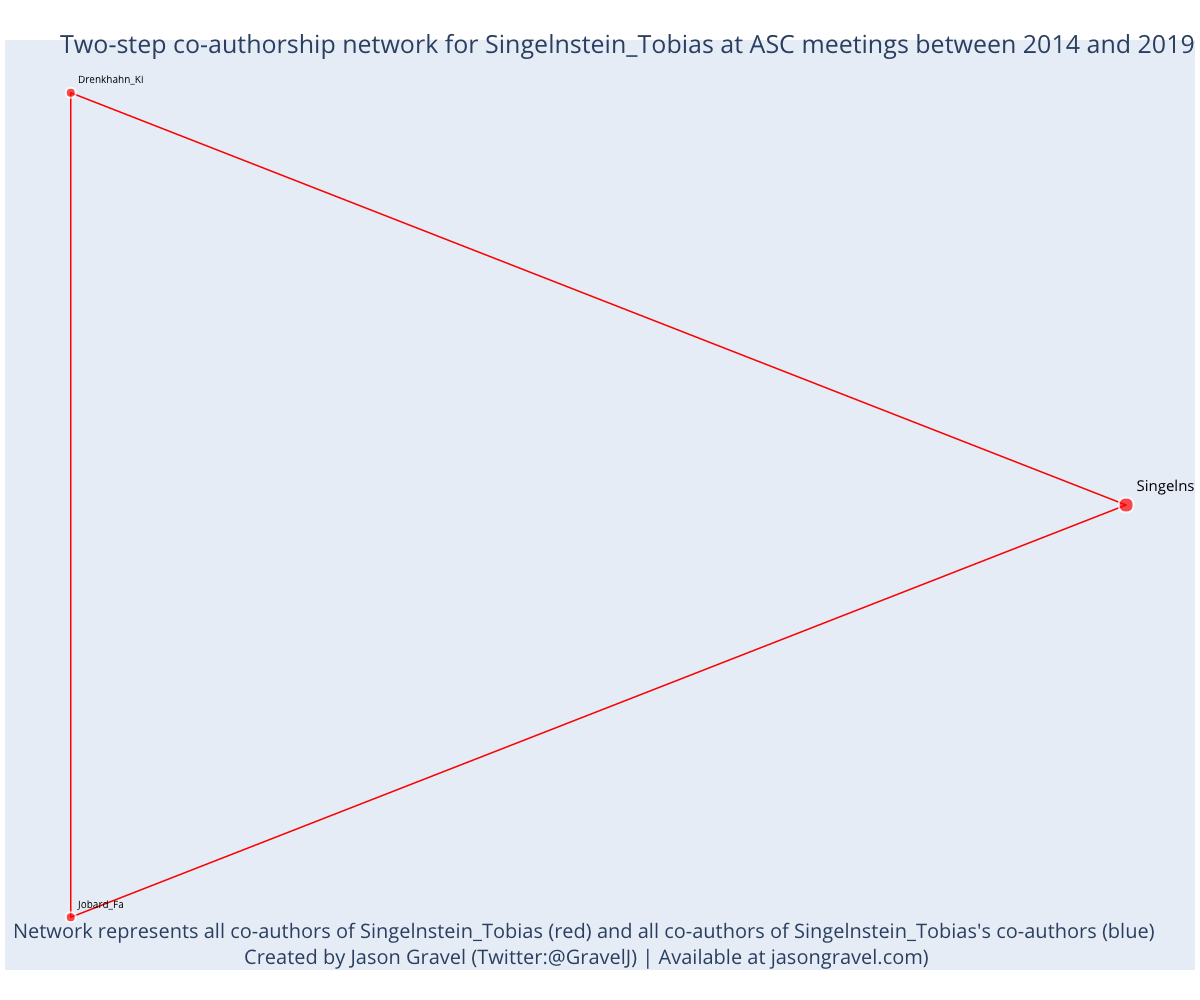 Two-step co-authorship network for Singelnstein_Tobias at ASC meetings between 2014 and 2019
Drenkhahn_Ki
Singelns
Jobard_Fa
Network represents all co-authors of Singelnstein_Tobias (red) and all co-authors of Singelnstein_Tobias's co-authors (blue)
Created by Jason Gravel (Twitter:@GravelJ) | Available at jasongravel.com)